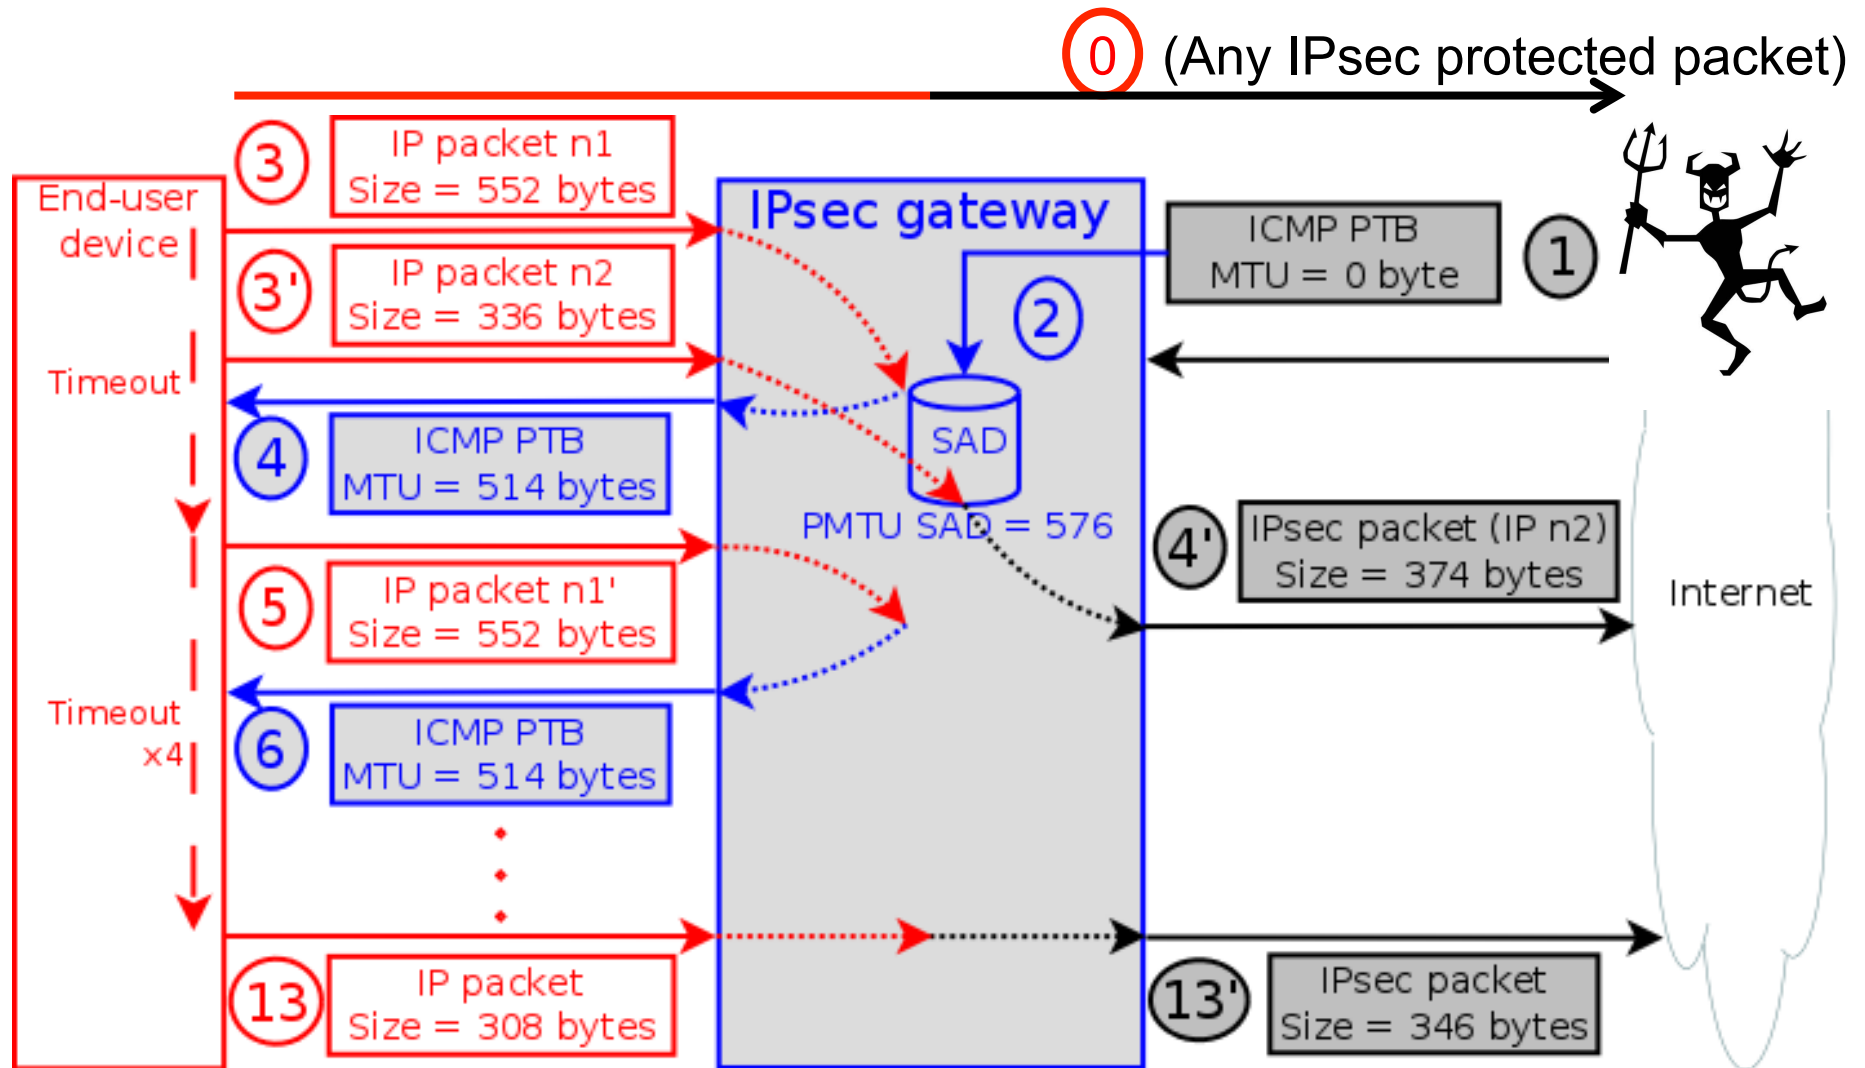 0 (Any IPsec protected packet)
3
IP packet n1
Size = 552 bytes
End-user
device
IPsec gateway
ICMP PTB
MTU = 0 byte
1
3'
IP packet n2
Size = 336 bytes
2
Timeout
4
ICMP PTB
MTU = 514 bytes
SAD
PMTU SAD = 576
4'
IPsec packet (IP n2)
Size = 374 bytes
Internet
5
IP packet n1'
Size = 552 bytes
Timeout
x4
6
ICMP PTB
MTU = 514 bytes
13
IP packet
Size = 308 bytes
13'
IPsec packet
Size = 346 bytes